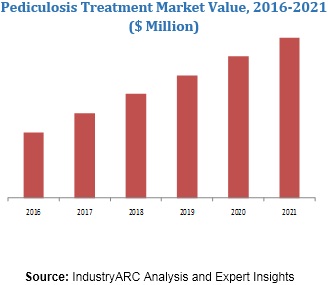 Pediculosis Treatment Market Value, 2016-2021
($ Million)
2016 2017 2018 2019 2020 2021
Source: IndustryARC Analysis and Expert Insights